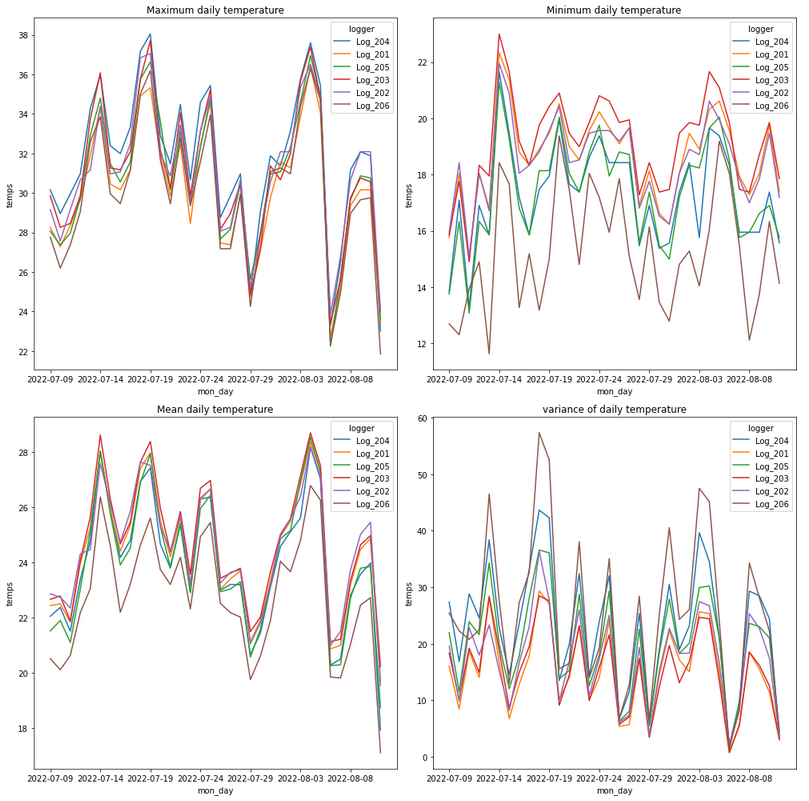 Maximum daily temperature
temps
38
36
34
32
30
28
26
24
22
logger
Log_204
Log_201
Log_205
Log_203
Log_202
Log_206
2022-07-09 2022-07-14 2022-07-19 2022-07-24 2022-07-29 2022-08-03 2022-08-08
mon_day
Minimum daily temperature
temps
22
20
18
16
14
12
logger
Log_204
Log_201
Log_205
Log_203
Log_202
Log_206
2022-07-09 2022-07-14 2022-07-19 2022-07-24 2022-07-29 2022-08-03 2022-08-08
mon_day
Mean daily temperature
temps
28
26
24
22
20
18
logger
Log_204
Log_201
Log_205
Log_203
Log_202
Log_206
2022-07-09 2022-07-14 2022-07-19 2022-07-24 2022-07-29 2022-08-03 2022-08-08
mon_day
variance of daily temperature
temps
60
50
40
30
20
10
0
logger
Log_204
Log_201
Log_205
Log_203
Log_202
Log_206
2022-07-09 2022-07-14 2022-07-19 2022-07-24 2022-07-29 2022-08-03 2022-08-08
mon_day